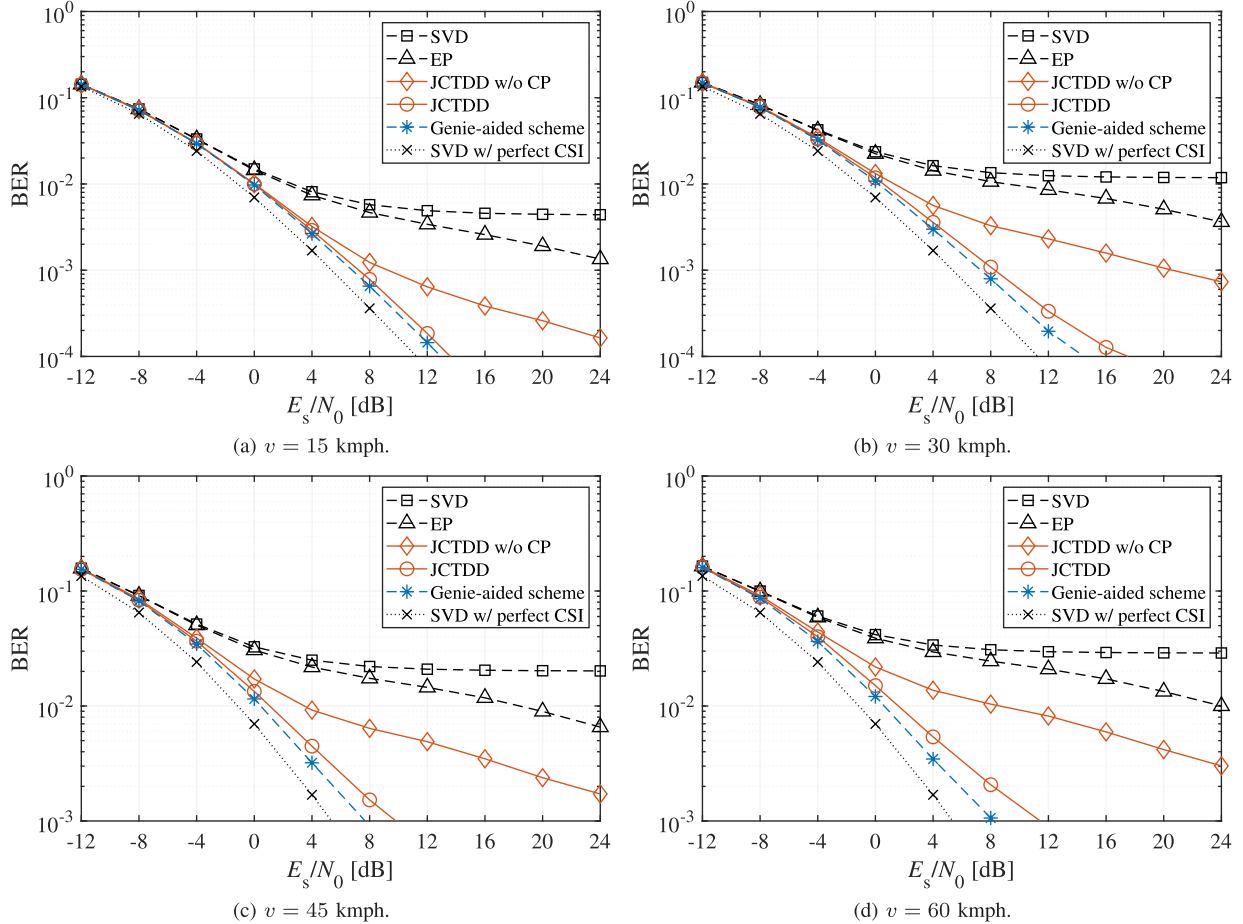 10^0
10^-1
10^-2
10^-3
10^-4
BER
-12 -8 -4 0 4 8 12 16 20 24
E_s/N_0 [dB]
SVD
EP
JCTDD w/o CP
JCTDD
Genie-aided scheme
SVD w/ perfect CSI
(a) v = 15 kmph.
10^0
10^-1
10^-2
10^-3
10^-4
BER
-12 -8 -4 0 4 8 12 16 20 24
E_s/N_0 [dB]
SVD
EP
JCTDD w/o CP
JCTDD
Genie-aided scheme
SVD w/ perfect CSI
(b) v = 30 kmph.
10^0
10^-1
10^-2
10^-3
BER
-12 -8 -4 0 4 8 12 16 20 24
E_s/N_0 [dB]
SVD
EP
JCTDD w/o CP
JCTDD
Genie-aided scheme
SVD w/ perfect CSI
(c) v = 45 kmph.
10^0
10^-1
10^-2
10^-3
BER
-12 -8 -4 0 4 8 12 16 20 24
E_s/N_0 [dB]
SVD
EP
JCTDD w/o CP
JCTDD
Genie-aided scheme
SVD w/ perfect CSI
(d) v = 60 kmph.